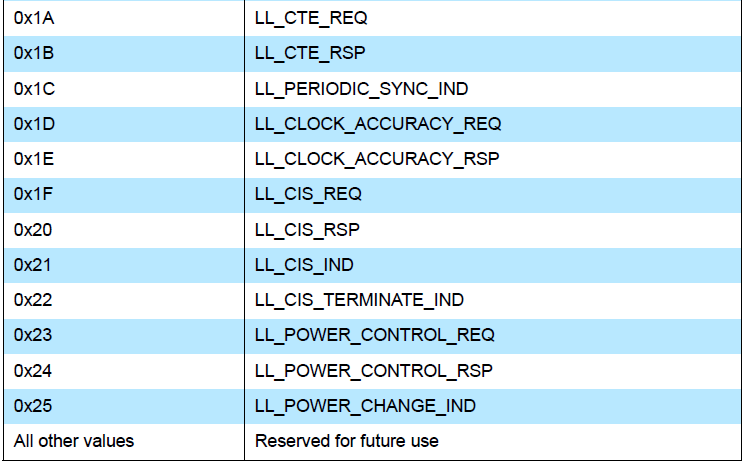 0x1A LL_CTE_REQ
0x1B LL_CTE_RSP
0x1C LL_PERIODIC_SYNC_IND
0x1D LL_CLOCK_ACCURACY_REQ
0x1E LL_CLOCK_ACCURACY_RSP
0x1F LL_CIS_REQ
0x20 LL_CIS_RSP
0x21 LL_CIS_IND
0x22 LL_CIS_TERMINATE_IND
0x23 LL_POWER_CONTROL_REQ
0x24 LL_POWER_CONTROL_RSP
0x25 LL_POWER_CHANGE_IND
All other values Reserved for future use